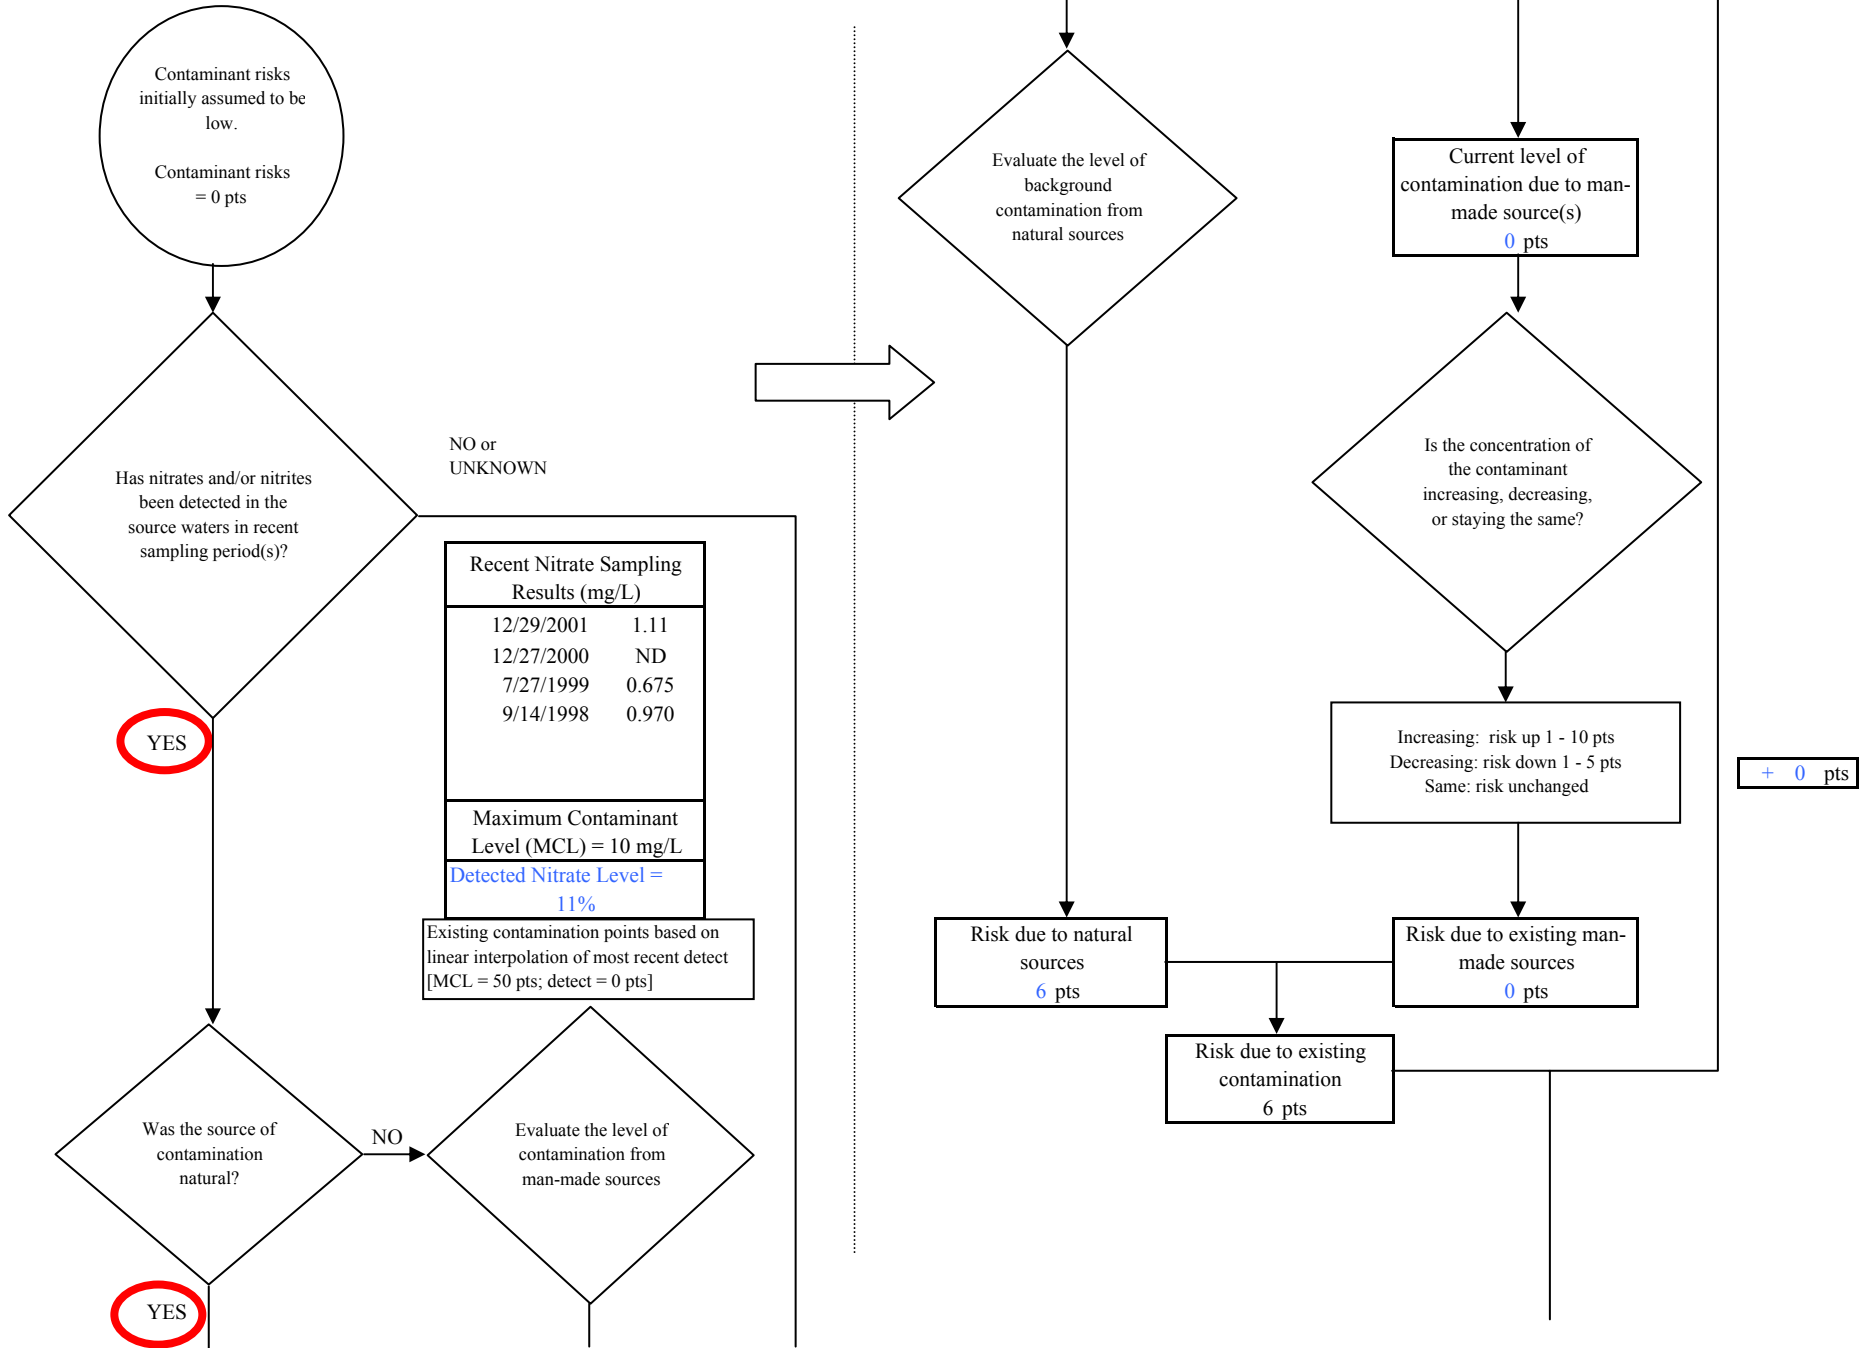 Contaminant risks
initially assumed to be
low.
Contaminant risks
= 0 pts
Has nitrates and/or nitrites
been detected in the
source waters in recent
sampling period(s)?
NO or
UNKNOWN
YES
Recent Nitrate Sampling
Results (mg/L)
12/29/2001 1.11
12/27/2000 ND
7/27/1999 0.675
9/14/1998 0.970
Maximum Contaminant
Level (MCL) = 10 mg/L
Detected Nitrate Level =
11%
Existing contamination points based on
linear interpolation of most recent detect
[MCL = 50 pts; detect = 0 pts]
Was the source of
contamination
natural?
NO
Evaluate the level of
contamination from
man-made sources
YES
Evaluate the level of
background
contamination from
natural sources
Current level of
contamination due to man-
made source(s)
0 pts
Is the concentration of
the contaminant
increasing, decreasing,
or staying the same?
Increasing: risk up 1 - 10 pts
Decreasing: risk down 1 - 5 pts
Same: risk unchanged
+ 0 pts
Risk due to natural
sources
6 pts
Risk due to existing man-
made sources
0 pts
Risk due to existing
contamination
6 pts